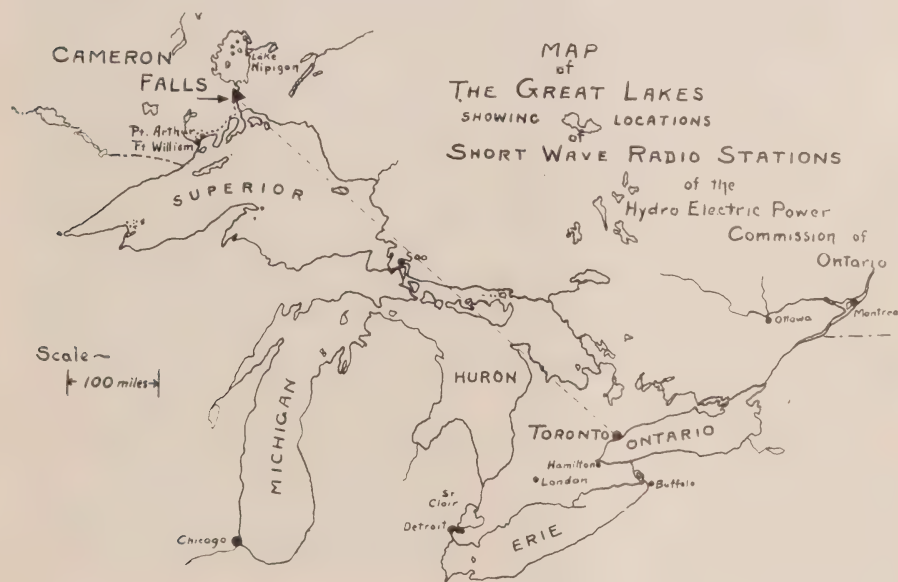 MAP
of
THE GREAT LAKES
SHOWING LOCATIONS
of
SHORT WAVE RADIO STATIONS
of the
Hydro Electric Power
Commission of
Ontario
CAMERON
FALLS
Lake
Nipigon
Pt. Arthur
Ft William
SUPERIOR
Soo
Ottawa
Montrea
Scale~
100 miles
MICHIGAN
HURON
TORONTO
ONTARIO
Hamilton
London
Buffalo
St
Clair
Detroit
ERIE
Chicago